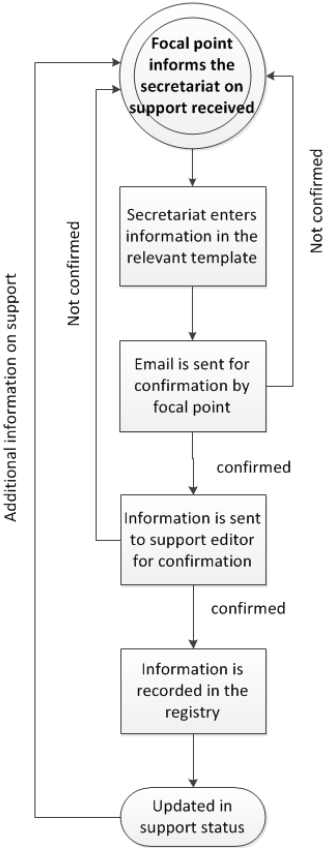 Focal point
informs the
secretariat on
support received
Secretariat enters
information in the
relevant template
Not confirmed
Not confirmed
Additional information on support
Email is sent for
confirmation by
focal point
confirmed
Information is sent
to support editor
for confirmation
confirmed
Information is
recorded in the
registry
Updated in
support status